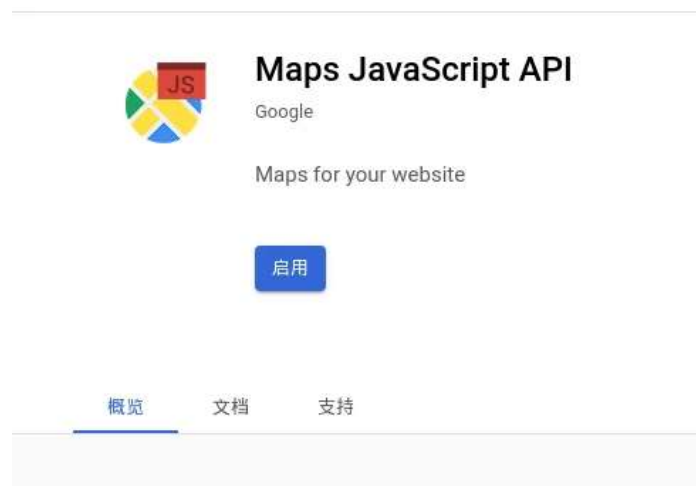 JS
Maps JavaScript API
Google
Maps for your website
启用
概览 文档 支持